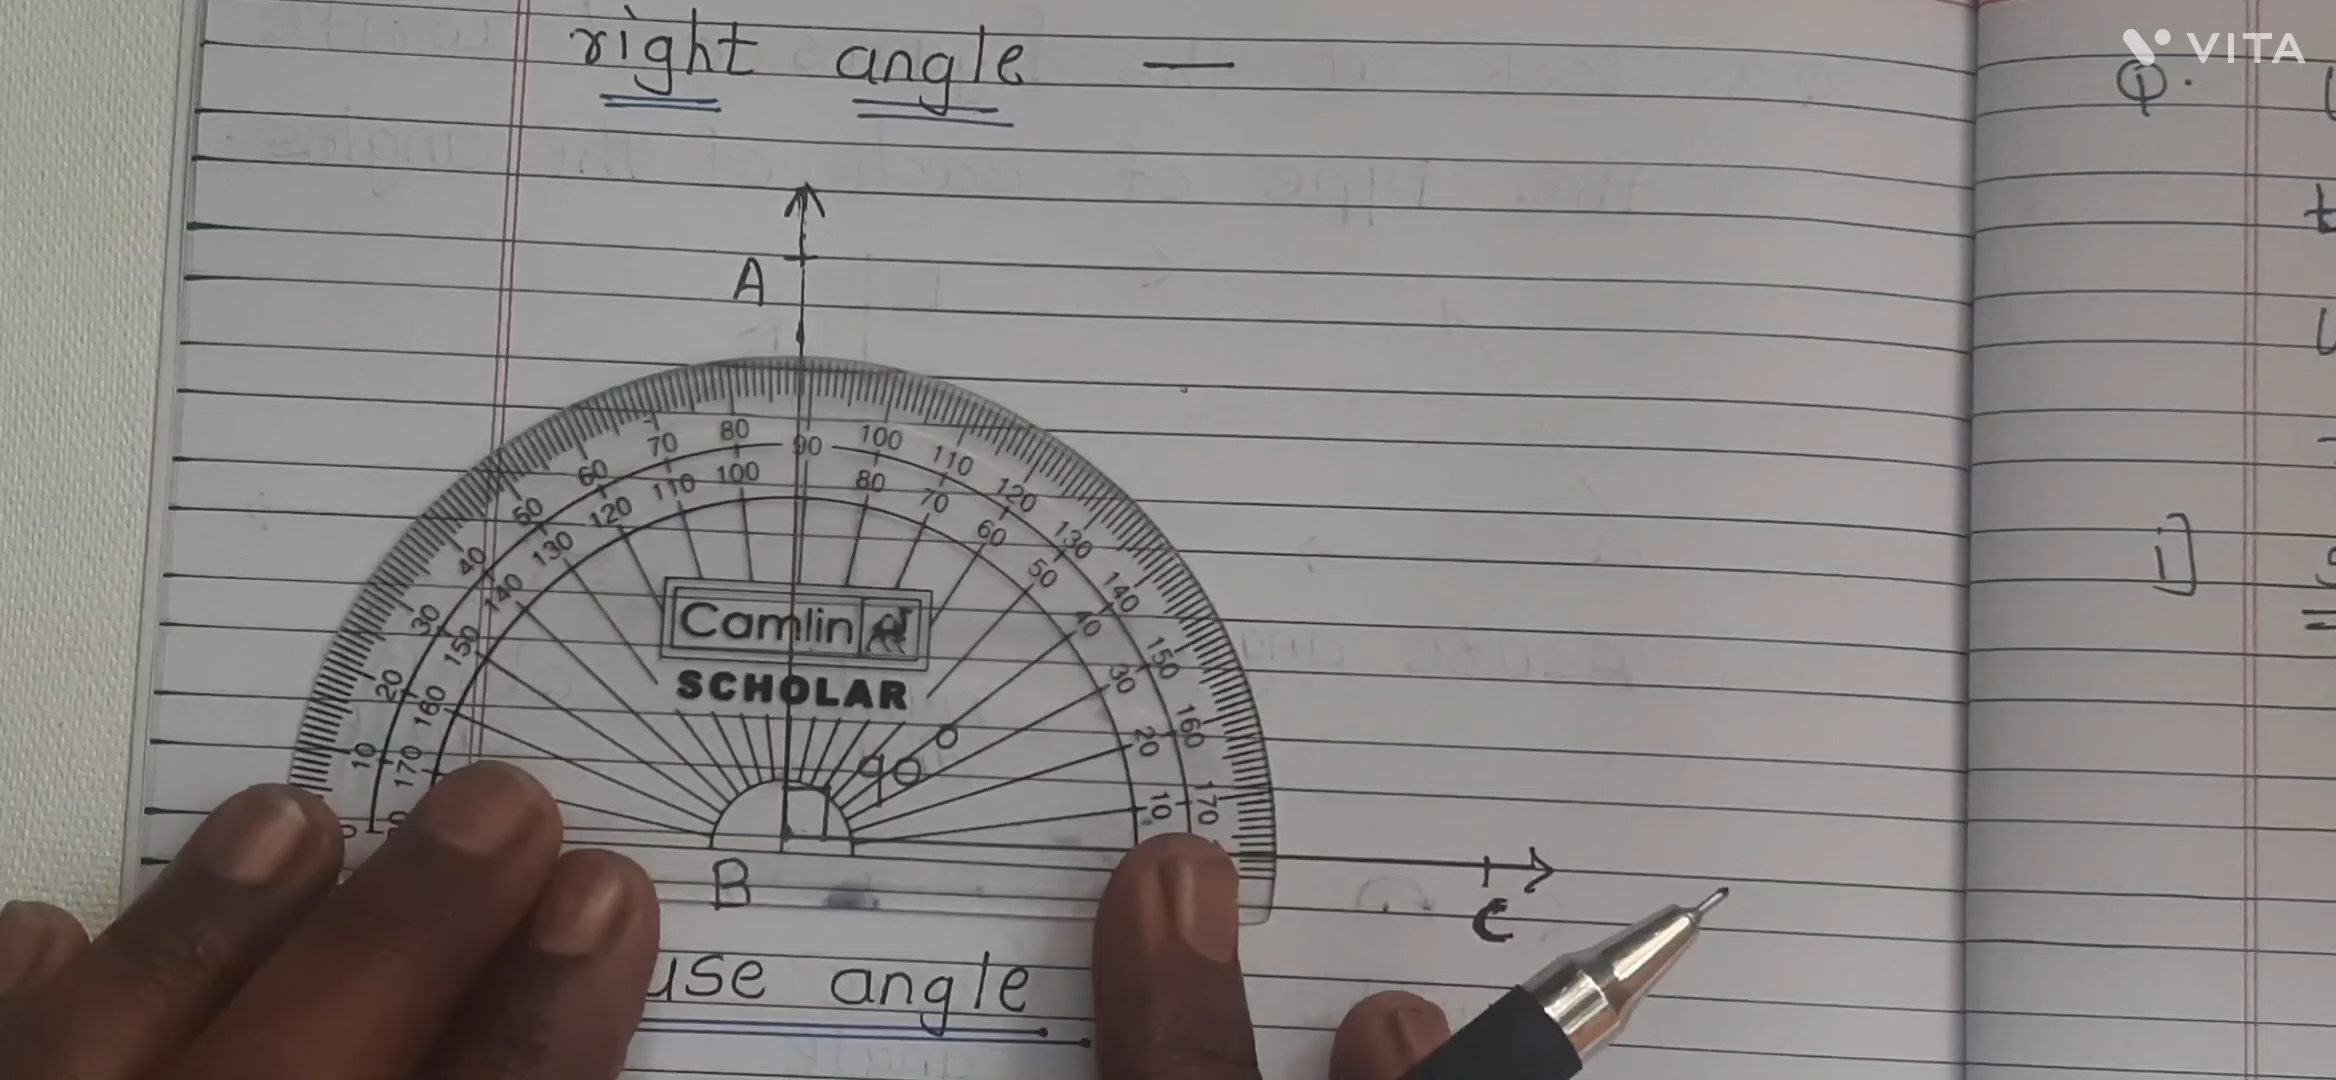 right angle —
VITA
Q.
A
70 80 90 100 110
60 110 100 80 70 120
50 120 60 130
40 130 50 140
30 140 40 150
20 150 30 160
10 160 20 170
170 10
Camlin
SCHOLAR
90°
B
C
i]
use angle